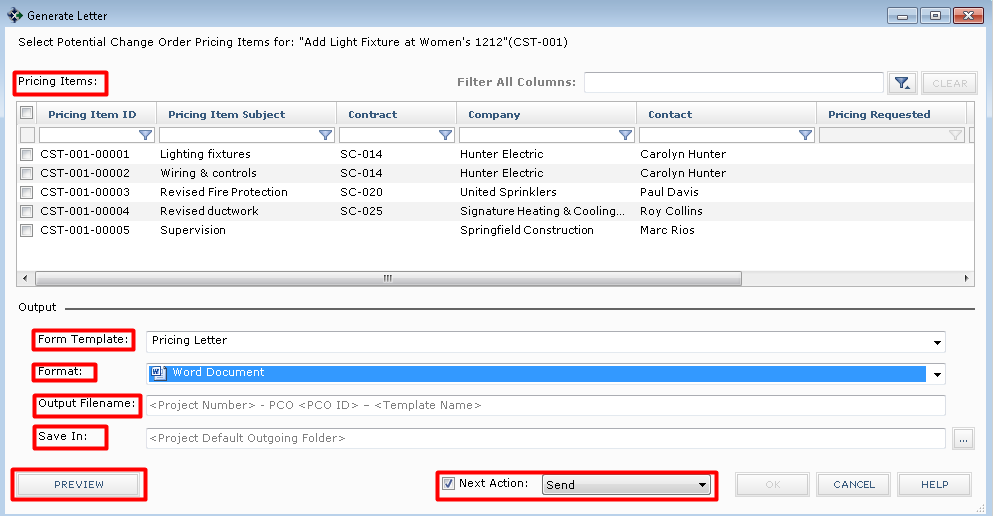 Generate Letter
Select Potential Change Order Pricing Items for: "Add Light Fixture at Women's 1212"(CST-001)
Pricing Items: Filter All Columns: CLEAR
Pricing Item ID Pricing Item Subject Contract Company Contact Pricing Requested
CST-001-00001 Lighting fixtures SC-014 Hunter Electric Carolyn Hunter
CST-001-00002 Wiring & controls SC-014 Hunter Electric Carolyn Hunter
CST-001-00003 Revised Fire Protection SC-020 United Sprinklers Paul Davis
CST-001-00004 Revised ductwork SC-025 Signature Heating & Cooling... Roy Collins
CST-001-00005 Supervision Springfield Construction Marc Rios
Output
Form Template: Pricing Letter
Format: Word Document
Output Filename: <Project Number> - PCO <PCO ID> – <Template Name>
Save In: <Project Default Outgoing Folder> ...
PREVIEW Next Action: Send OK CANCEL HELP